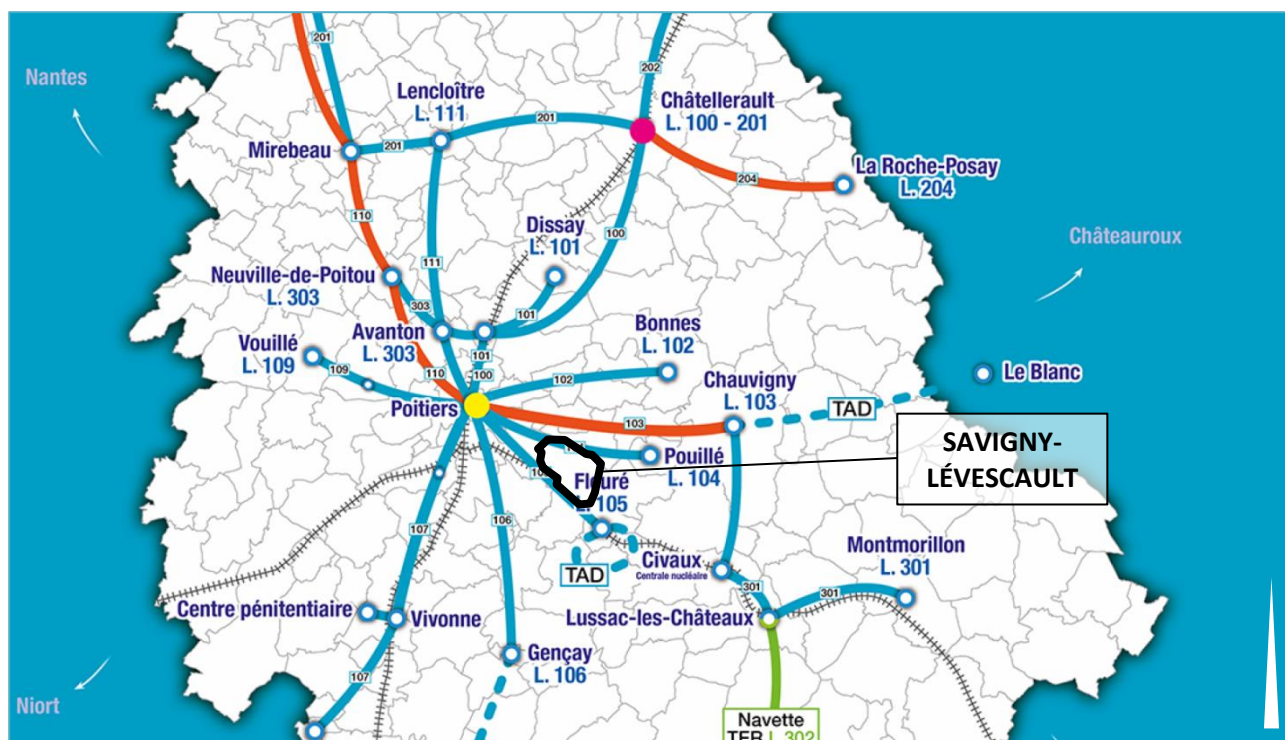 201
202
Nantes
Lencloître
L. 111
201
Châtellerault
L. 100 - 201
Mirebeau
201
204
La Roche-Posay
L. 204
110
Dissay
L. 101
100
Châteauroux
111
Neuville-de-Poitou
L. 303
303
101
Vouillé
L. 109
Avanton
L. 303
101
Bonnes
L. 102
109
110
100
102
Chauvigny
L. 103
Le Blanc
Poitiers
103
TAD
SAVIGNY-
LÉVESCAULT
Pouillé
L. 104
Fleuré
L. 105
107
106
TAD
Civaux
Centrale nucléaire
Montmorillon
L. 301
301
301
Centre pénitentiaire
Vivonne
Lussac-les-Châteaux
Gençay
L. 106
107
Niort
Navette
TER L.302